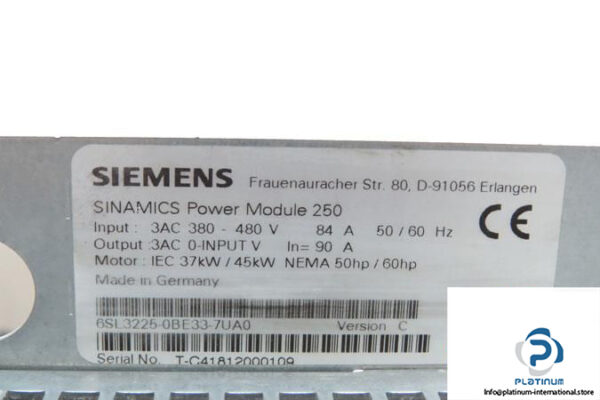 SIEMENS Frauenauracher Str. 80, D-91056 Erlangen
SINAMICS Power Module 250
Input : 3AC 380 - 480 V 84 A 50 / 60 Hz
Output :3AC 0-INPUT V In= 90 A
Motor : IEC 37kW / 45kW NEMA 50hp / 60hp
Made in Germany
CE
6SL3225-0BE33-7UA0 Version C
Serial No. T-C41812000109
PLATINUM
INTERNATIONAL
Info@platinum-international.store